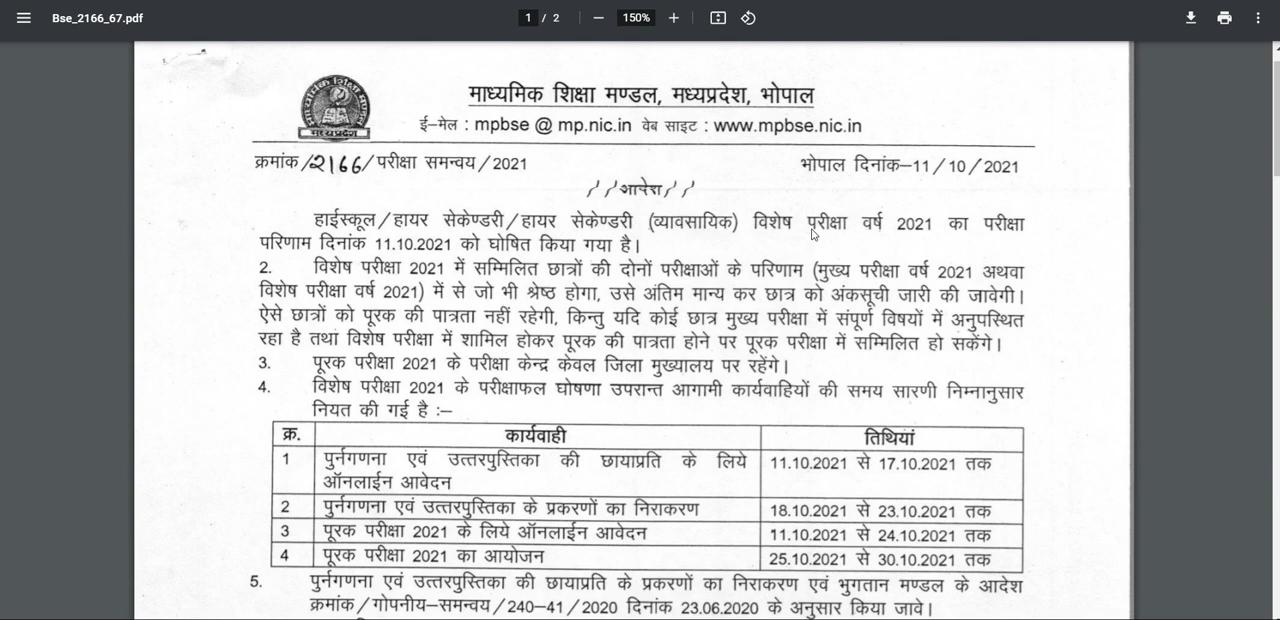 Bse_2166_67.pdf
1 / 2
150%
माध्यमिक शिक्षा मण्डल, मध्यप्रदेश, भोपाल
ई–मेल : mpbse @ mp.nic.in वेब साइट : www.mpbse.nic.in
मध्यप्रदेश
क्रमांक/2166/परीक्षा समन्वय/2021 भोपाल दिनांक–11/10/2021
//आदेश//
हाईस्कूल/हायर सेकेण्डरी/हायर सेकेण्डरी (व्यावसायिक) विशेष परीक्षा वर्ष 2021 का परीक्षा
परिणाम दिनांक 11.10.2021 को घोषित किया गया है।
2. विशेष परीक्षा 2021 में सम्मिलित छात्रों की दोनों परीक्षाओं के परिणाम (मुख्य परीक्षा वर्ष 2021 अथवा
विशेष परीक्षा वर्ष 2021) में से जो भी श्रेष्ठ होगा, उसे अंतिम मान्य कर छात्र को अंकसूची जारी की जावेगी।
ऐसे छात्रों को पूरक की पात्रता नहीं रहेगी, किन्तु यदि कोई छात्र मुख्य परीक्षा में संपूर्ण विषयों में अनुपस्थित
रहा है तथा विशेष परीक्षा में शामिल होकर पूरक की पात्रता होने पर पूरक परीक्षा में सम्मिलित हो सकेंगे।
3. पूरक परीक्षा 2021 के परीक्षा केन्द्र केवल जिला मुख्यालय पर रहेंगे।
4. विशेष परीक्षा 2021 के परीक्षाफल घोषणा उपरान्त आगामी कार्यवाहियों की समय सारणी निम्नानुसार
नियत की गई है :–
क्र. कार्यवाही तिथियां
1 पुर्नगणना एवं उत्तरपुस्तिका की छायाप्रति के लिये 11.10.2021 से 17.10.2021 तक
ऑनलाईन आवेदन
2 पुर्नगणना एवं उत्तरपुस्तिका के प्रकरणों का निराकरण 18.10.2021 से 23.10.2021 तक
3 पूरक परीक्षा 2021 के लिये ऑनलाईन आवेदन 11.10.2021 से 24.10.2021 तक
4 पूरक परीक्षा 2021 का आयोजन 25.10.2021 से 30.10.2021 तक
5. पुर्नगणना एवं उत्तरपुस्तिका की छायाप्रति के प्रकरणों का निराकरण एवं भुगतान मण्डल के आदेश
क्रमांक/गोपनीय–समन्वय/240–41/2020 दिनांक 23.06.2020 के अनुसार किया जावे।